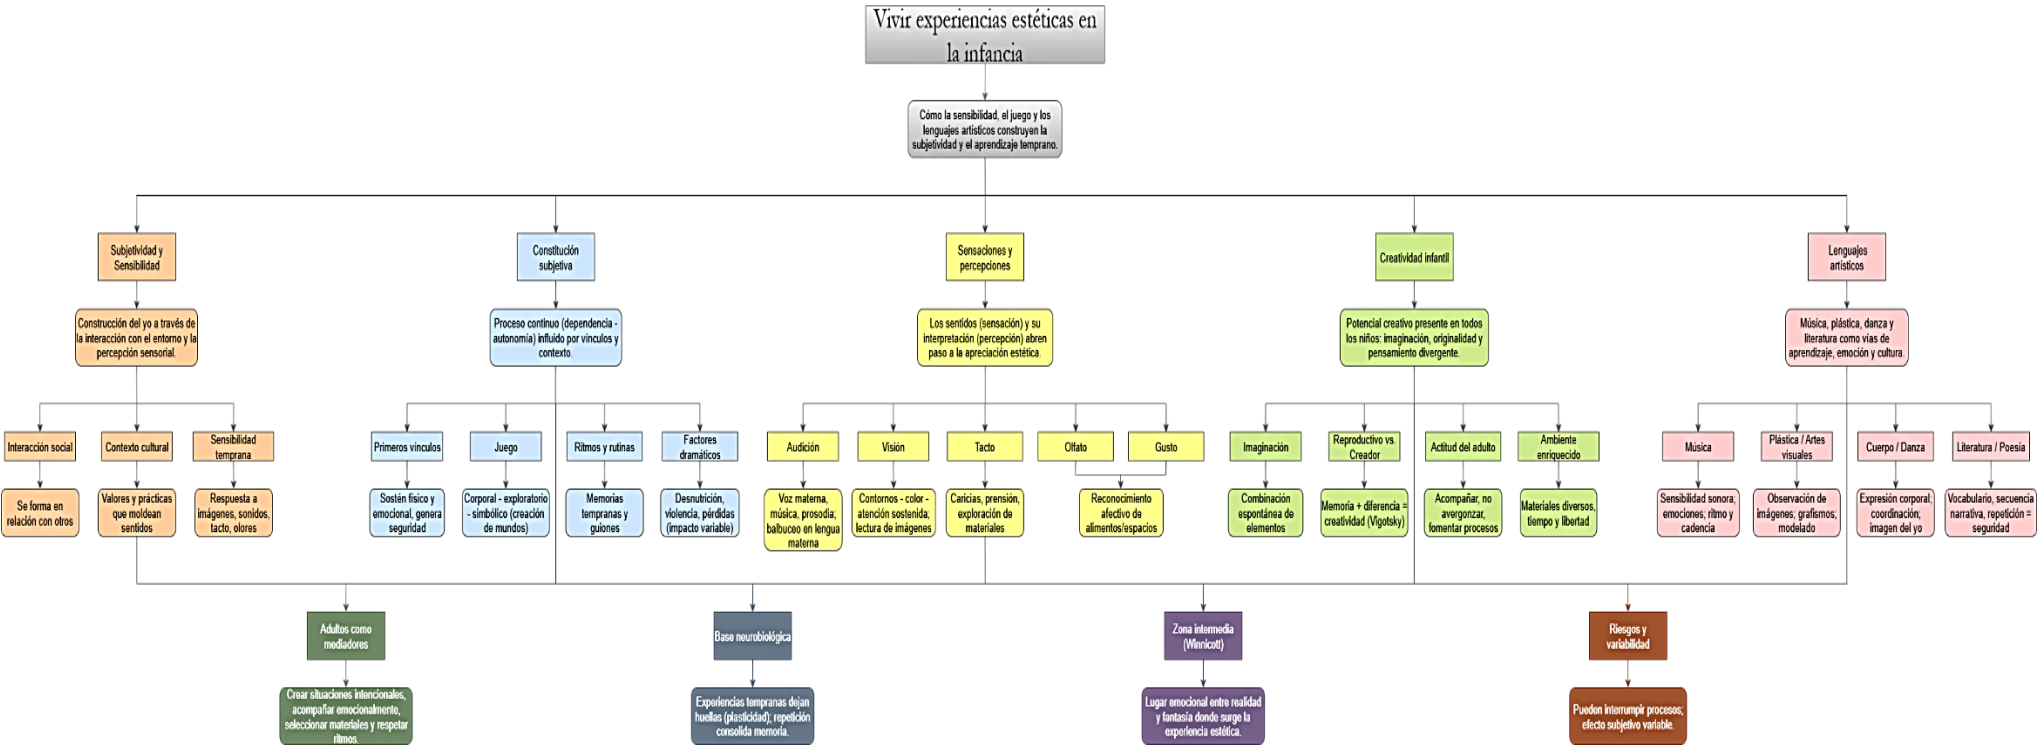 Vivir experiencias estéticas en
la infancia
Cómo la sensibilidad, el juego y los
lenguajes artísticos construyen la
subjetividad y el aprendizaje temprano.
Subjetividad y
Sensibilidad
Constitución
subjetiva
Sensaciones y
percepciones
Creatividad infantil
Lenguajes
artísticos
Construcción del yo a través de
la interacción con el entorno y la
percepción sensorial.
Proceso continuo (dependencia -
autonomía) influido por vínculos y
contexto.
Los sentidos (sensación) y su
interpretación (percepción) abren
paso a la apreciación estética.
Potencial creativo presente en todos
los niños: imaginación, originalidad y
pensamiento divergente.
Música, plástica, danza y
literatura como vías de
aprendizaje, emoción y cultura.
Interacción social
Contexto cultural
Sensibilidad
temprana
Primeros vínculos
Juego
Ritmos y rutinas
Factores
dramáticos
Audición
Visión
Tacto
Olfato
Gusto
Imaginación
Reproductivo vs.
Creador
Actitud del adulto
Ambiente
enriquecido
Música
Plástica / Artes
visuales
Cuerpo / Danza
Literatura / Poesía
Se forma en
relación con otros
Valores y prácticas
que moldean
sentidos
Respuesta a
imágenes, sonidos,
tacto, olores
Sostén físico y
emocional, genera
seguridad
Corporal - exploratorio
- simbólico (creación
de mundos)
Memorias
tempranas y
guiones
Desnutrición,
violencia, pérdidas
(impacto variable)
Voz materna,
música, prosodia;
balbuceo en lengua
materna
Contornos - color -
atención sostenida;
lectura de imágenes
Caricias, prensión,
exploración de
materiales
Reconocimiento
afectivo de
alimentos/espacios
Combinación
espontánea de
elementos
Memoria + diferencia =
creatividad (Vigotsky)
Acompañar, no
avergonzar,
fomentar procesos
Materiales diversos,
tiempo y libertad
Sensibilidad sonora;
emociones; ritmo y
cadencia
Observación de
imágenes; grafismos;
modelado
Expresión corporal;
coordinación;
imagen del yo
Vocabulario, secuencia
narrativa, repetición =
seguridad
Adultos como
mediadores
Base neurobiológica
Zona intermedia
(Winnicott)
Riesgos y
variabilidad
Crear situaciones intencionales,
acompañar emocionalmente,
seleccionar materiales y respetar
ritmos.
Experiencias tempranas dejan
huellas (plasticidad); repetición
consolida memoria.
Lugar emocional entre realidad
y fantasía donde surge la
experiencia estética.
Pueden interrumpir procesos;
efecto subjetivo variable.